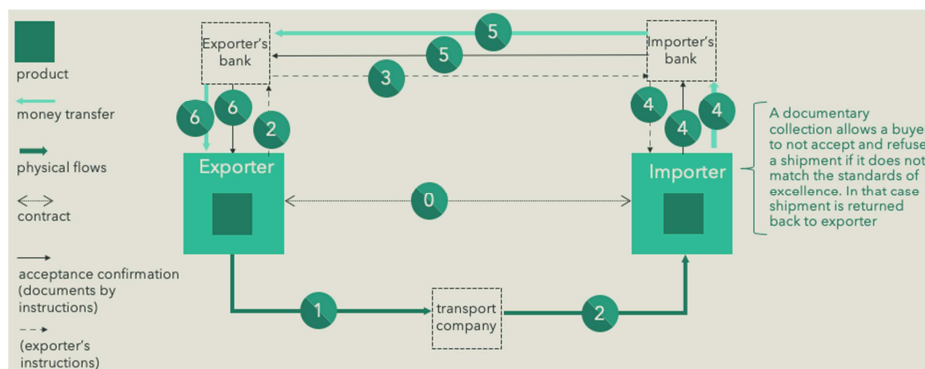 product
money transfer
physical flows
contract
acceptance confirmation
(documents by
instructions)
(exporter's
instructions)
Exporter's
bank
Importer's
bank
5
5
3
6
6
2
4
4
4
Exporter
Importer
0
1
transport
company
2
A documentary
collection allows a buye
to not accept and refuse
a shipment if it does not
match the standards of
excellence. In that case
shipment is returned
back to exporter